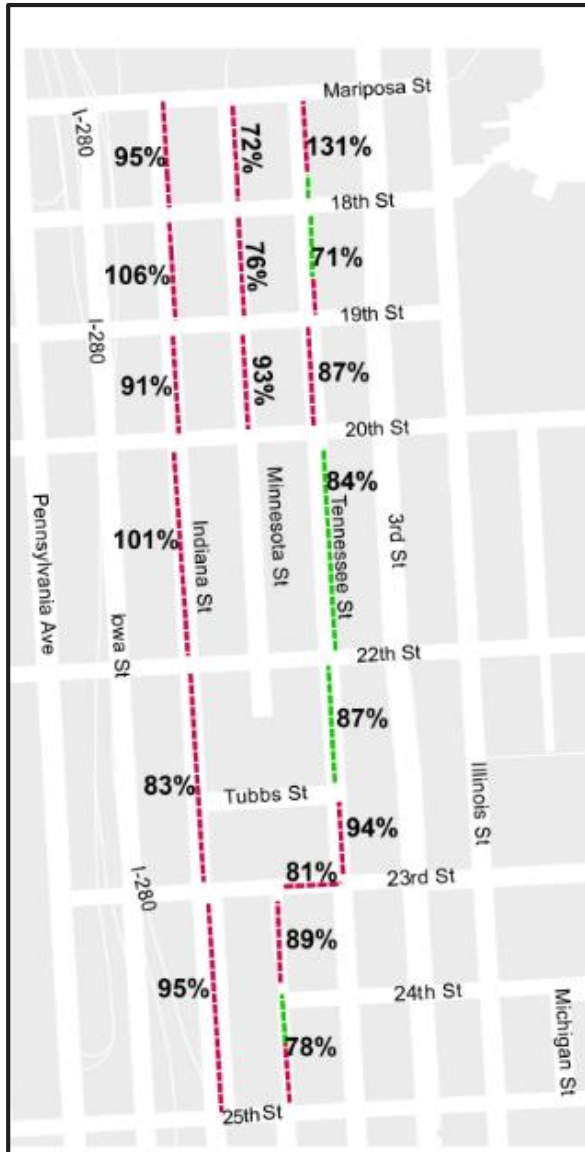 Mariposa St
I-280
95%
72%
131%
18th St
106%
76%
71%
19th St
I-280
91%
93%
87%
20th St
84%
Pennsylvania Ave
101%
Indiana St
Minnesota St
Tennessee St
3rd St
Iowa St
22th St
87%
83%
Tubbs St
Illinois St
94%
81%
23rd St
I-280
89%
95%
24th St
Michigan St
78%
25th St